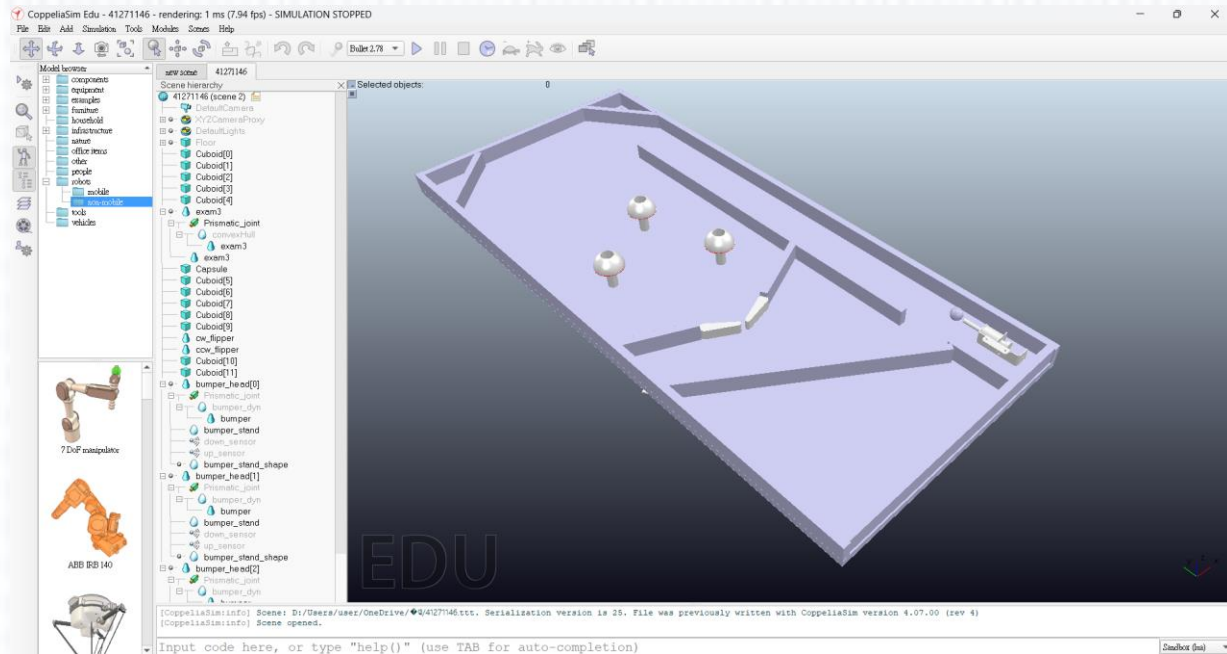 CoppeliaSim Edu - 41271146 - rendering: 1 ms (7.94 fps) - SIMULATION STOPPED
File Edit Add Simulation Tools Modules Scenes Help
Bullet 2.78
Model browser
components
equipment
examples
furniture
household
infrastructure
nature
office items
other
people
robots
mobile
non-mobile
tools
vehicles
7 DoF manipulator
ABB IRB 140
new scene 41271146
Scene hierarchy
41271146 (scene 2)
DefaultCamera
XYZCameraProxy
DefaultLights
Floor
Cuboid[0]
Cuboid[1]
Cuboid[2]
Cuboid[3]
Cuboid[4]
exam3
Prismatic_joint
convexHull
exam3
exam3
Capsule
Cuboid[5]
Cuboid[6]
Cuboid[7]
Cuboid[8]
Cuboid[9]
cw_flipper
ccw_flipper
Cuboid[10]
Cuboid[11]
bumper_head[0]
Prismatic_joint
bumper_dyn
bumper
bumper_stand
down_sensor
up_sensor
bumper_stand_shape
bumper_head[1]
Prismatic_joint
bumper_dyn
bumper
bumper_stand
down_sensor
up_sensor
bumper_stand_shape
bumper_head[2]
Prismatic_joint
bumper_dyn
Selected objects: 0
EDU
[CoppeliaSim:info] Scene: D:/Users/user/OneDrive/�u/41271146.ttt. Serialization version is 25. File was previously written with CoppeliaSim version 4.07.00 (rev 4)
[CoppeliaSim:info] Scene opened.
Input code here, or type "help()" (use TAB for auto-completion)
Sandbox (lua)